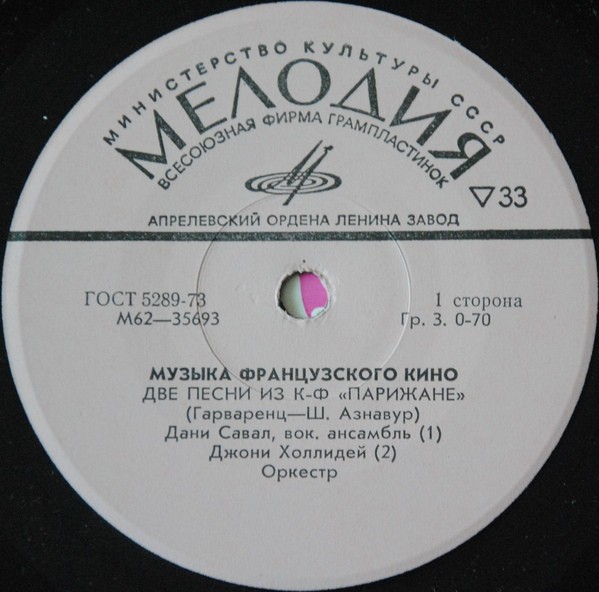 МИНИСТЕРСТВО КУЛЬТУРЫ СССР
МЕЛОДИЯ
ВСЕСОЮЗНАЯ ФИРМА ГРАМПЛАСТИНОК
▽33
АПРЕЛЕВСКИЙ ОРДЕНА ЛЕНИНА ЗАВОД
ГОСТ 5289-73
М62—35693
1 сторона
Гр. 3. 0-70
МУЗЫКА ФРАНЦУЗСКОГО КИНО
ДВЕ ПЕСНИ ИЗ К-Ф «ПАРИЖАНЕ»
(Гарваренц—Ш. Азнавур)
Дани Савал, вок. ансамбль (1)
Джони Холлидей (2)
Оркестр